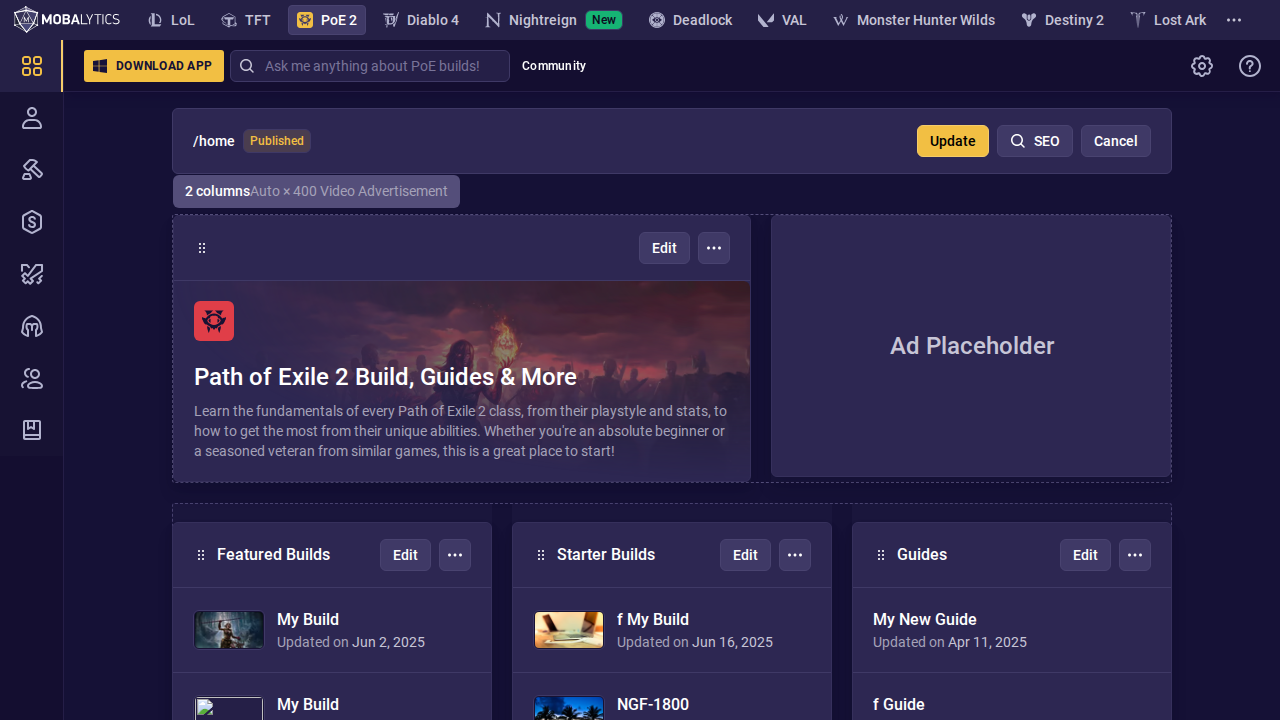 MOBALYTICS
LoL
TFT
PoE 2
Diablo 4
Nightreign
New
Deadlock
VAL
Monster Hunter Wilds
Destiny 2
Lost Ark
DOWNLOAD APP
Ask me anything about PoE builds!
Community
/home
Published
Update
SEO
Cancel
2 columns Auto × 400 Video Advertisement
Edit
Path of Exile 2 Build, Guides & More
Learn the fundamentals of every Path of Exile 2 class, from their playstyle and stats, to
how to get the most from their unique abilities. Whether you're an absolute beginner or
a seasoned veteran from similar games, this is a great place to start!
Ad Placeholder
Featured Builds
Edit
My Build
Updated on Jun 2, 2025
My Build
Starter Builds
Edit
f My Build
Updated on Jun 16, 2025
NGF-1800
Guides
Edit
My New Guide
Updated on Apr 11, 2025
f Guide